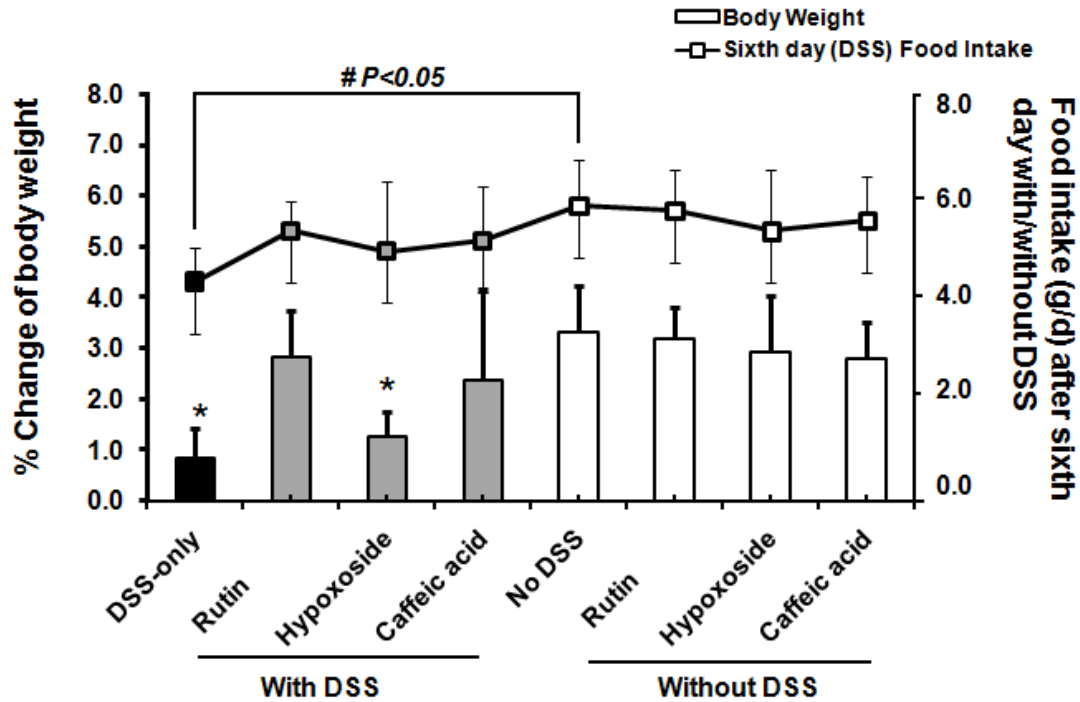 Body Weight
Sixth day (DSS) Food Intake
# P<0.05
% Change of body weight
8.0
7.0
6.0
5.0
4.0
3.0
2.0
1.0
0.0
8.0
6.0
4.0
2.0
0.0
Food intake (g/d) after sixth
day with/without DSS
*
*
DSS-only
Rutin
Hypoxoside
Caffeic acid
No DSS
Rutin
Hypoxoside
Caffeic acid
With DSS
Without DSS